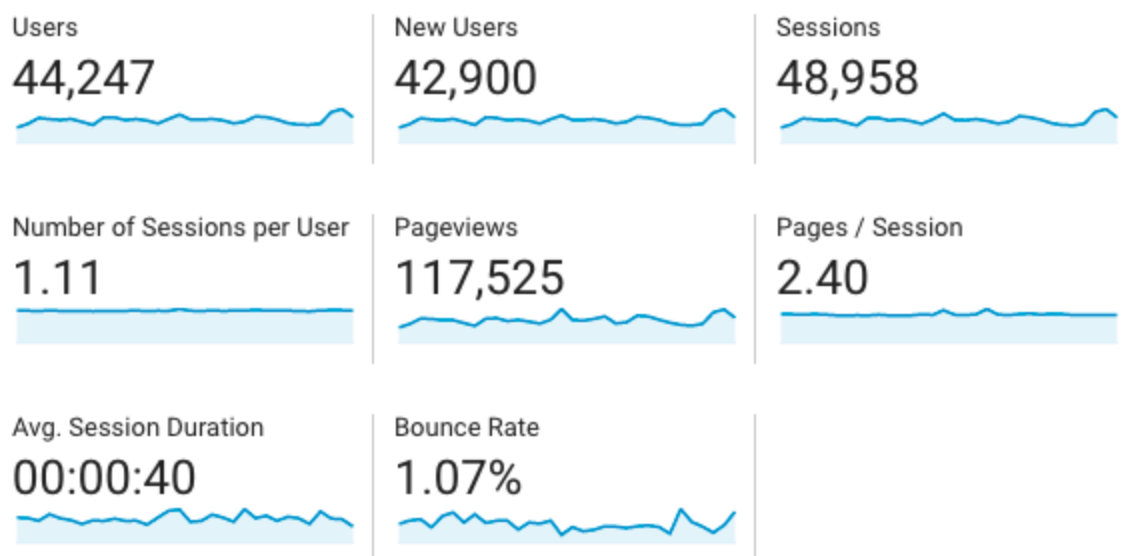 Users
44,247
New Users
42,900
Sessions
48,958
Number of Sessions per User
1.11
Pageviews
117,525
Pages / Session
2.40
Avg. Session Duration
00:00:40
Bounce Rate
1.07%